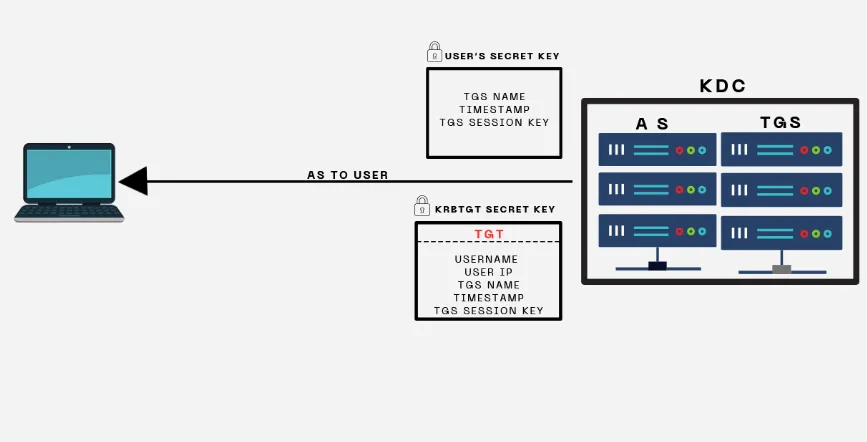 USER'S SECRET KEY
TGS NAME
TIMESTAMP
TGS SESSION KEY
KDC
AS
TGS
AS TO USER
KRBTGT SECRET KEY
TGT
USERNAME
USER IP
TGS NAME
TIMESTAMP
TGS SESSION KEY